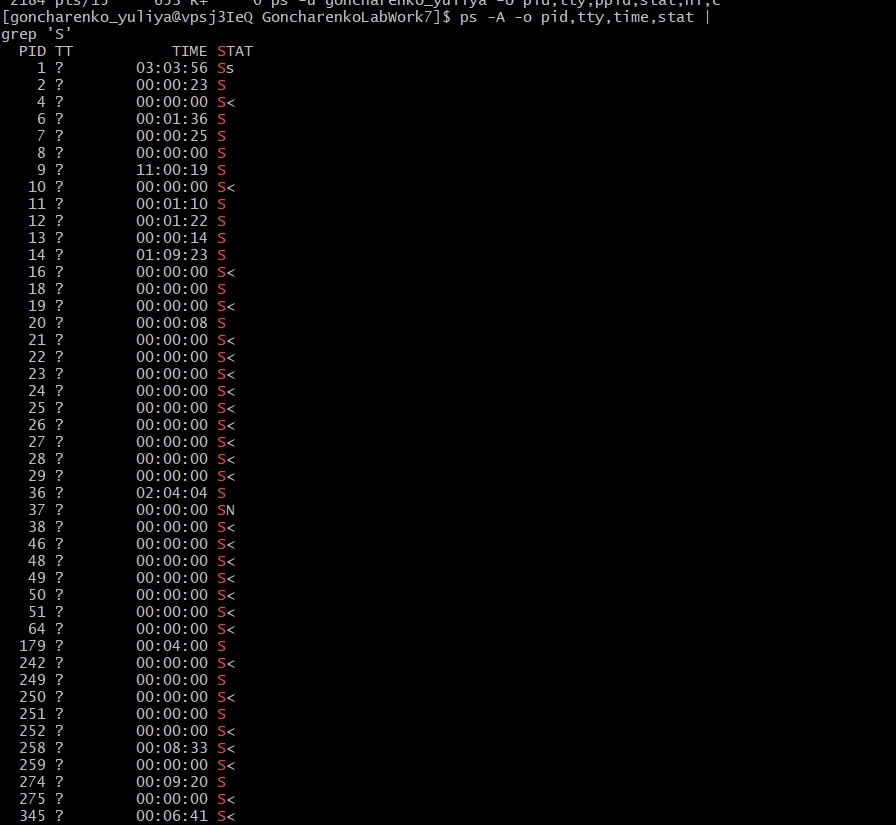 2184 pts/15     653 R+     0 ps -u goncharenko_yuliya -o pid,tty,ppid,stat,ni,c
[goncharenko_yuliya@vpsj3IeQ GoncharenkoLabWork7]$ ps -A -o pid,tty,time,stat |
grep 'S'
  PID TT           TIME STAT
    1 ?        03:03:56 Ss
    2 ?        00:00:23 S
    4 ?        00:00:00 S<
    6 ?        00:01:36 S
    7 ?        00:00:25 S
    8 ?        00:00:00 S
    9 ?        11:00:19 S
   10 ?        00:00:00 S<
   11 ?        00:01:10 S
   12 ?        00:01:22 S
   13 ?        00:00:14 S
   14 ?        01:09:23 S
   16 ?        00:00:00 S<
   18 ?        00:00:00 S
   19 ?        00:00:00 S<
   20 ?        00:00:08 S
   21 ?        00:00:00 S<
   22 ?        00:00:00 S<
   23 ?        00:00:00 S<
   24 ?        00:00:00 S<
   25 ?        00:00:00 S<
   26 ?        00:00:00 S<
   27 ?        00:00:00 S<
   28 ?        00:00:00 S<
   29 ?        00:00:00 S<
   36 ?        02:04:04 S
   37 ?        00:00:00 SN
   38 ?        00:00:00 S<
   46 ?        00:00:00 S<
   48 ?        00:00:00 S<
   49 ?        00:00:00 S<
   50 ?        00:00:00 S<
   51 ?        00:00:00 S<
   64 ?        00:00:00 S<
  179 ?        00:04:00 S
  242 ?        00:00:00 S<
  249 ?        00:00:00 S
  250 ?        00:00:00 S<
  251 ?        00:00:00 S
  252 ?        00:00:00 S<
  258 ?        00:08:33 S<
  259 ?        00:00:00 S<
  274 ?        00:09:20 S
  275 ?        00:00:00 S<
  345 ?        00:06:41 S<